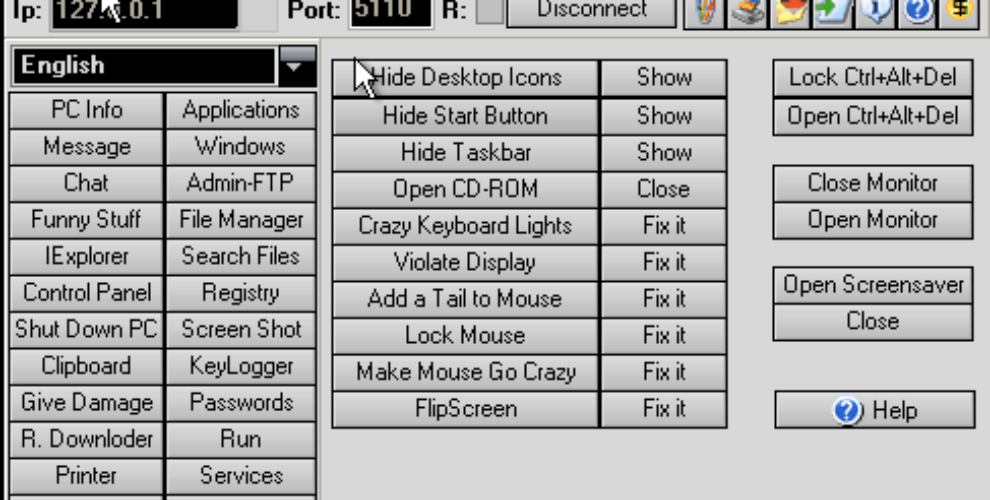 Ip: 127.0.0.1 Port: 5110 R: Disconnect
English
PC Info Applications
Message Windows
Chat Admin-FTP
Funny Stuff File Manager
IExplorer Search Files
Control Panel Registry
Shut Down PC Screen Shot
Clipboard KeyLogger
Give Damage Passwords
R. Downloder Run
Printer Services
Hide Desktop Icons Show
Hide Start Button Show
Hide Taskbar Show
Open CD-ROM Close
Crazy Keyboard Lights Fix it
Violate Display Fix it
Add a Tail to Mouse Fix it
Lock Mouse Fix it
Make Mouse Go Crazy Fix it
FlipScreen Fix it
Lock Ctrl+Alt+Del
Open Ctrl+Alt+Del
Close Monitor
Open Monitor
Open Screensaver
Close
Help